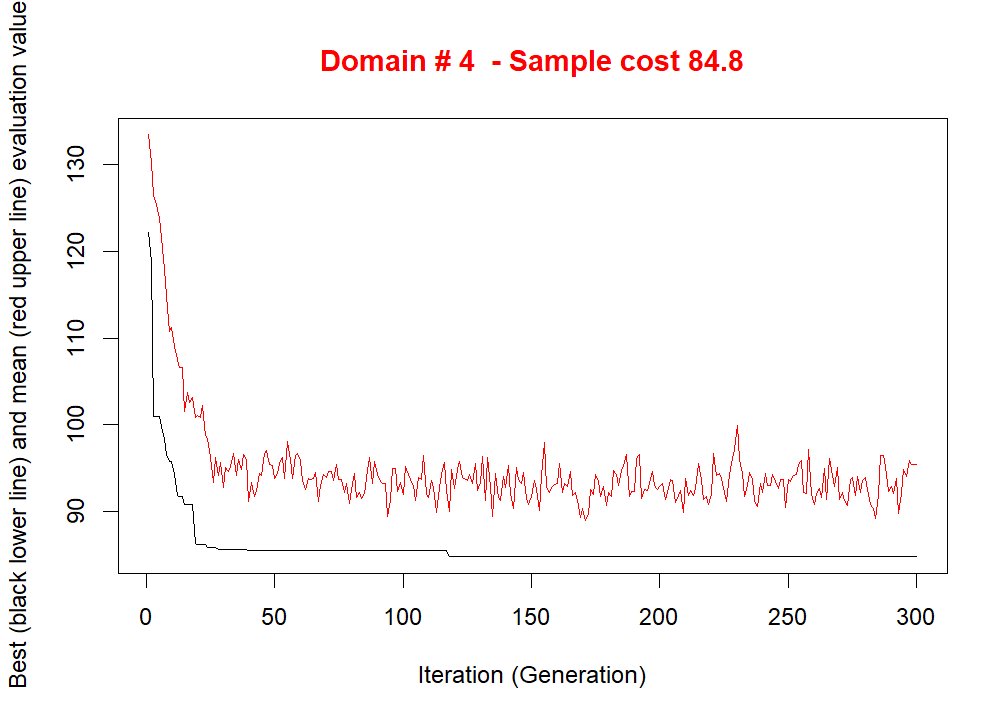 Domain # 4  - Sample cost 84.8
Best (black lower line) and mean (red upper line) evaluation value
130
120
110
100
90
0 50 100 150 200 250 300
Iteration (Generation)